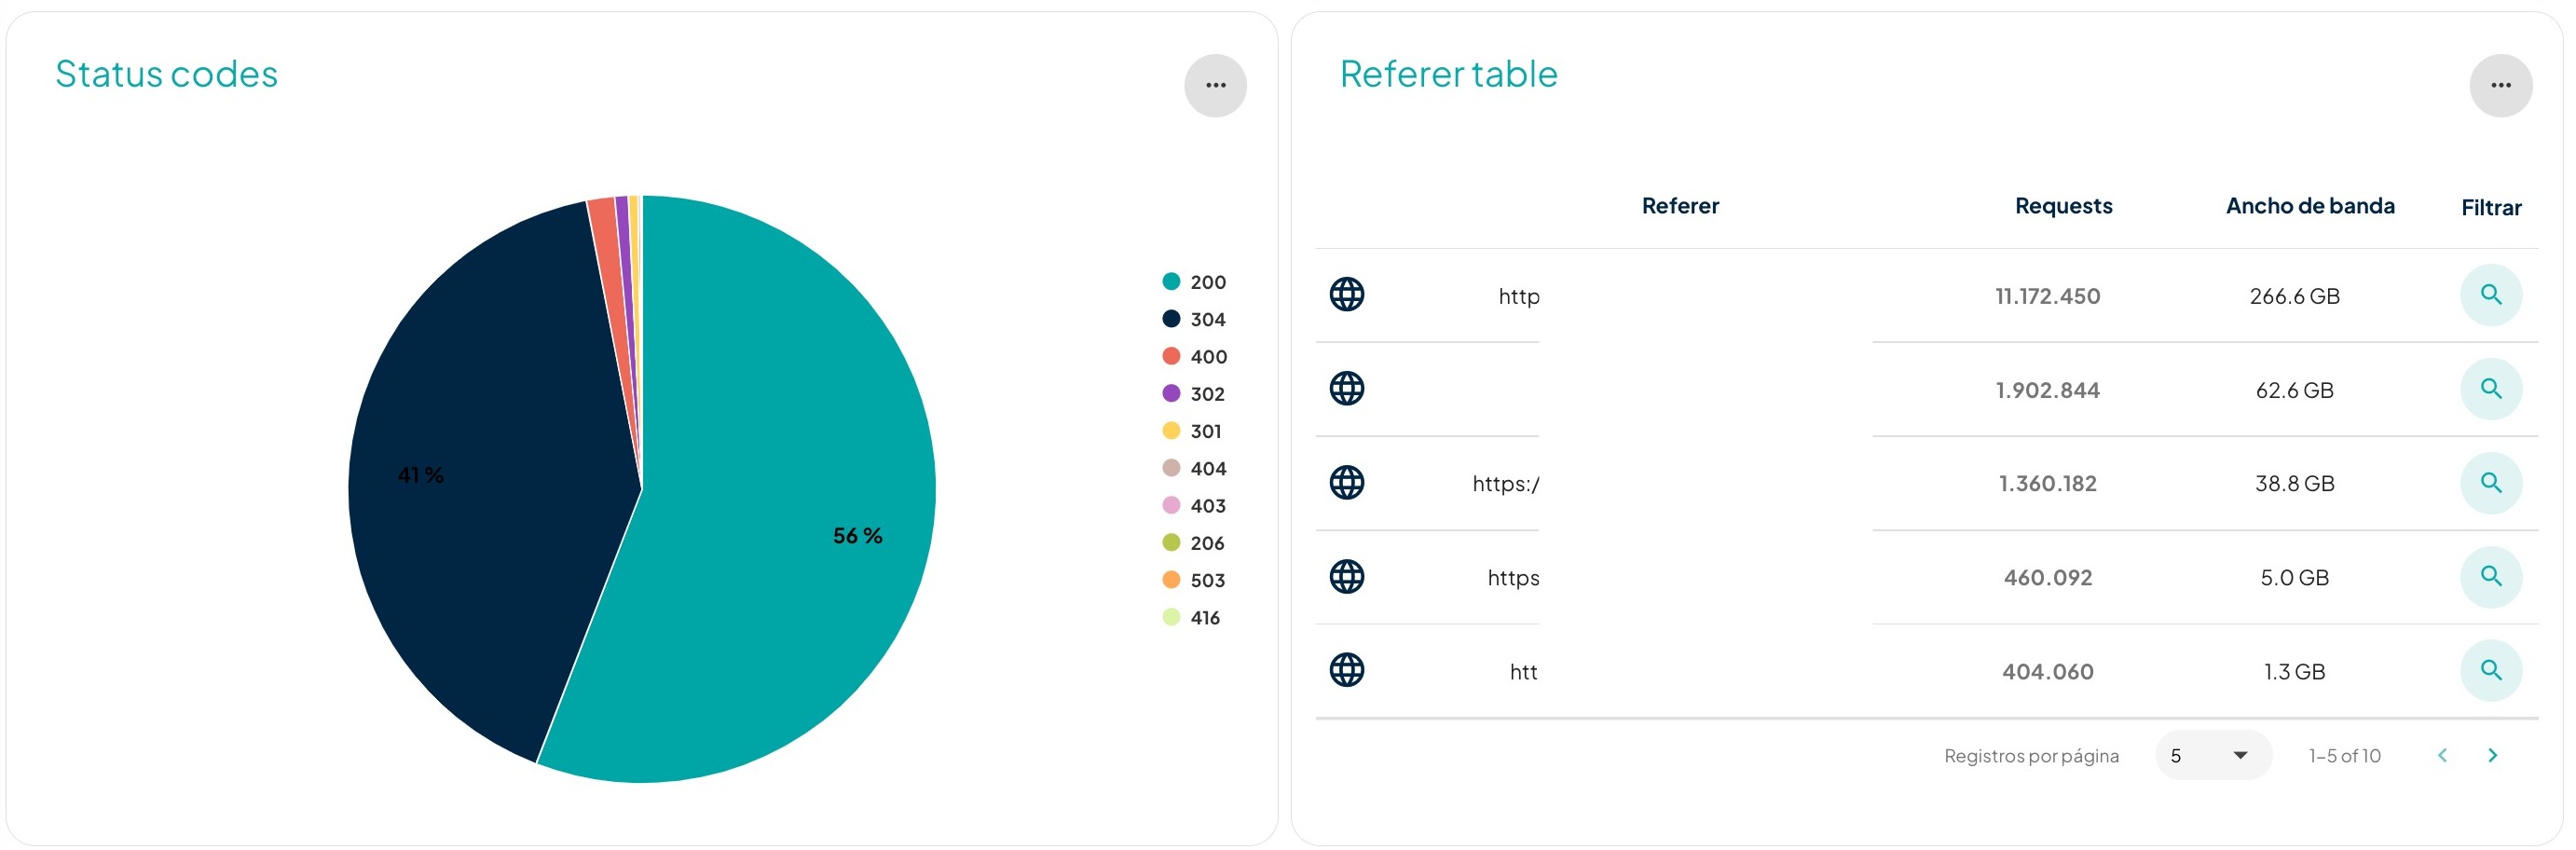 Status codes
...
41 %
56 %
200
304
400
302
301
404
403
206
503
416
Referer table
...
Referer Requests Ancho de banda Filtrar
http 11.172.450 266.6 GB
1.902.844 62.6 GB
https:/ 1.360.182 38.8 GB
https 460.092 5.0 GB
htt 404.060 1.3 GB
Registros por página 5 1-5 of 10